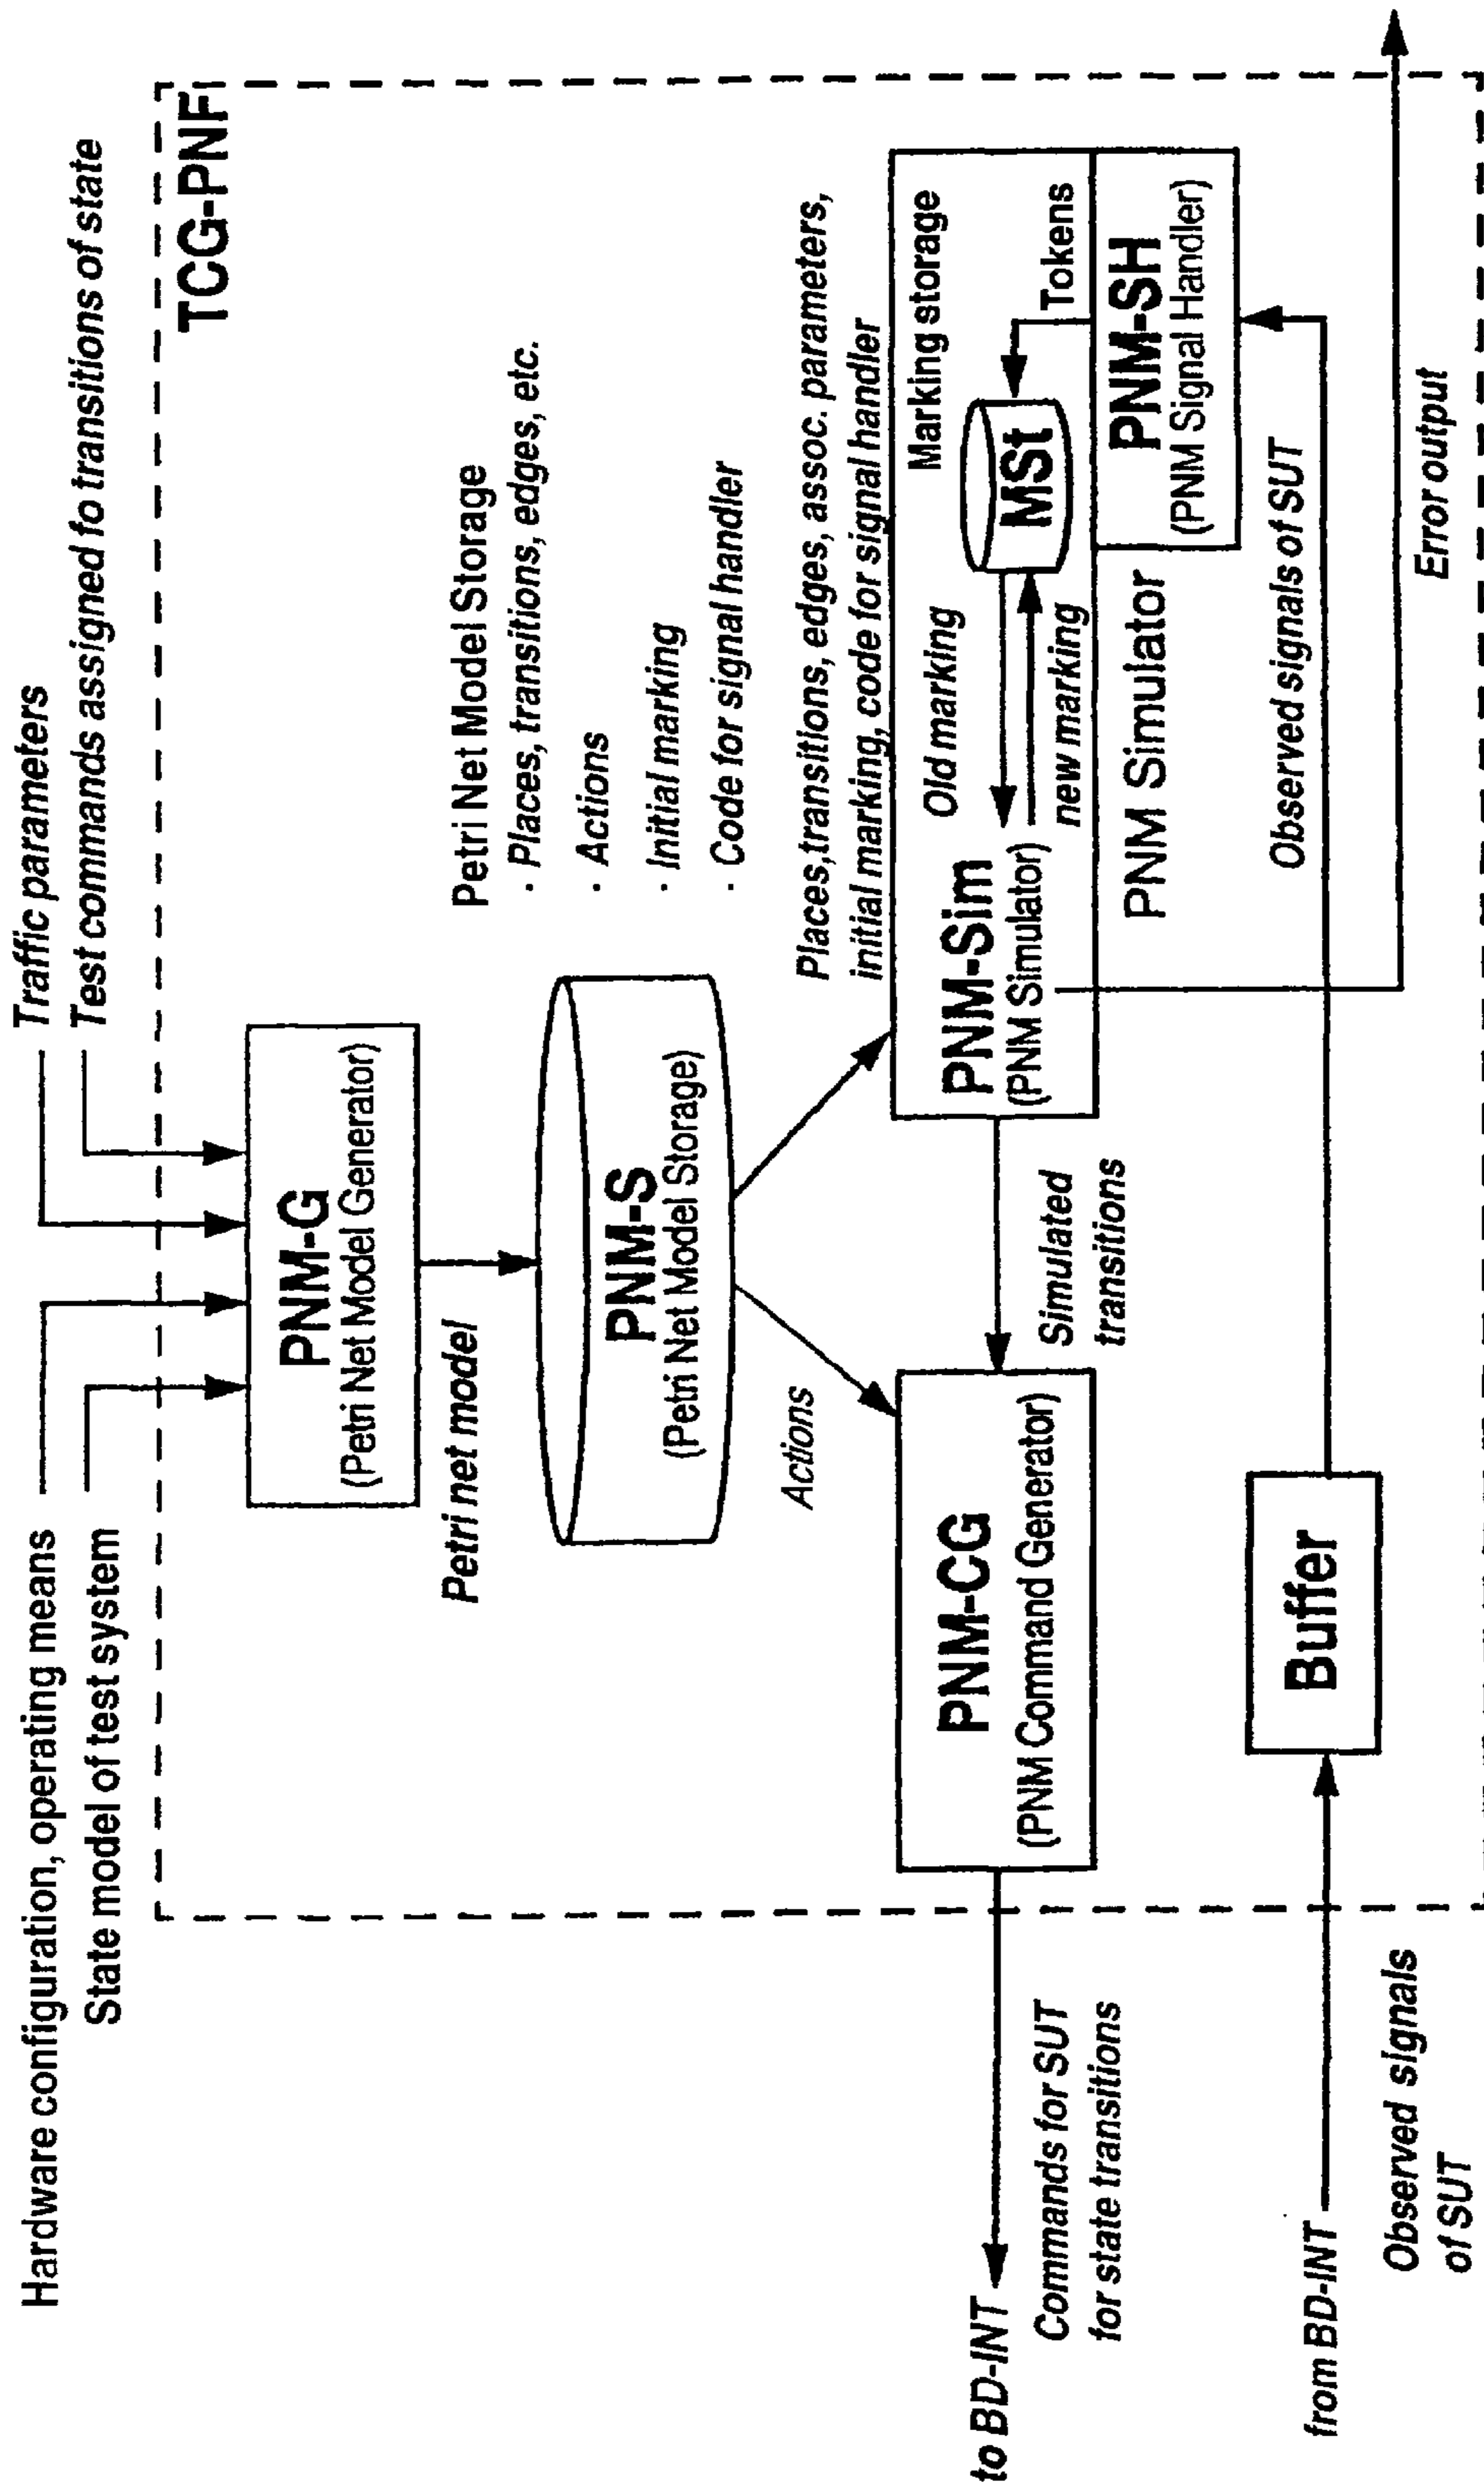 Hardware configuration, operating means
State model of test system
Traffic parameters
Test commands assigned fo transitions of state
TCG-PNF
PNM-G
(Petri Net Model Generator)
Petri net model
Petri Net Model Storage
· Places, transitions, edges, etc.
· Actions
· Initial marking
· Code for signal handler
PNM-S
(Petri Net Model Storage)
Actions
Places,transitions, edges, assoc. parameters,
initial marking, code for signal handler
PNM-CG
(PNM Command Generator)
Simulated
transitions
PNM-Sim
(PNM Simulator)
Old marking
new marking
Marking storage
MSt
Tokens
PNM Simulator
PNM-SH
(PNM Signal Handler)
to BD-INT
Commands for SUT
for state transitions
Buffer
Observed signals of SUT
from BD-INT
Observed signals
of SUT
Error output